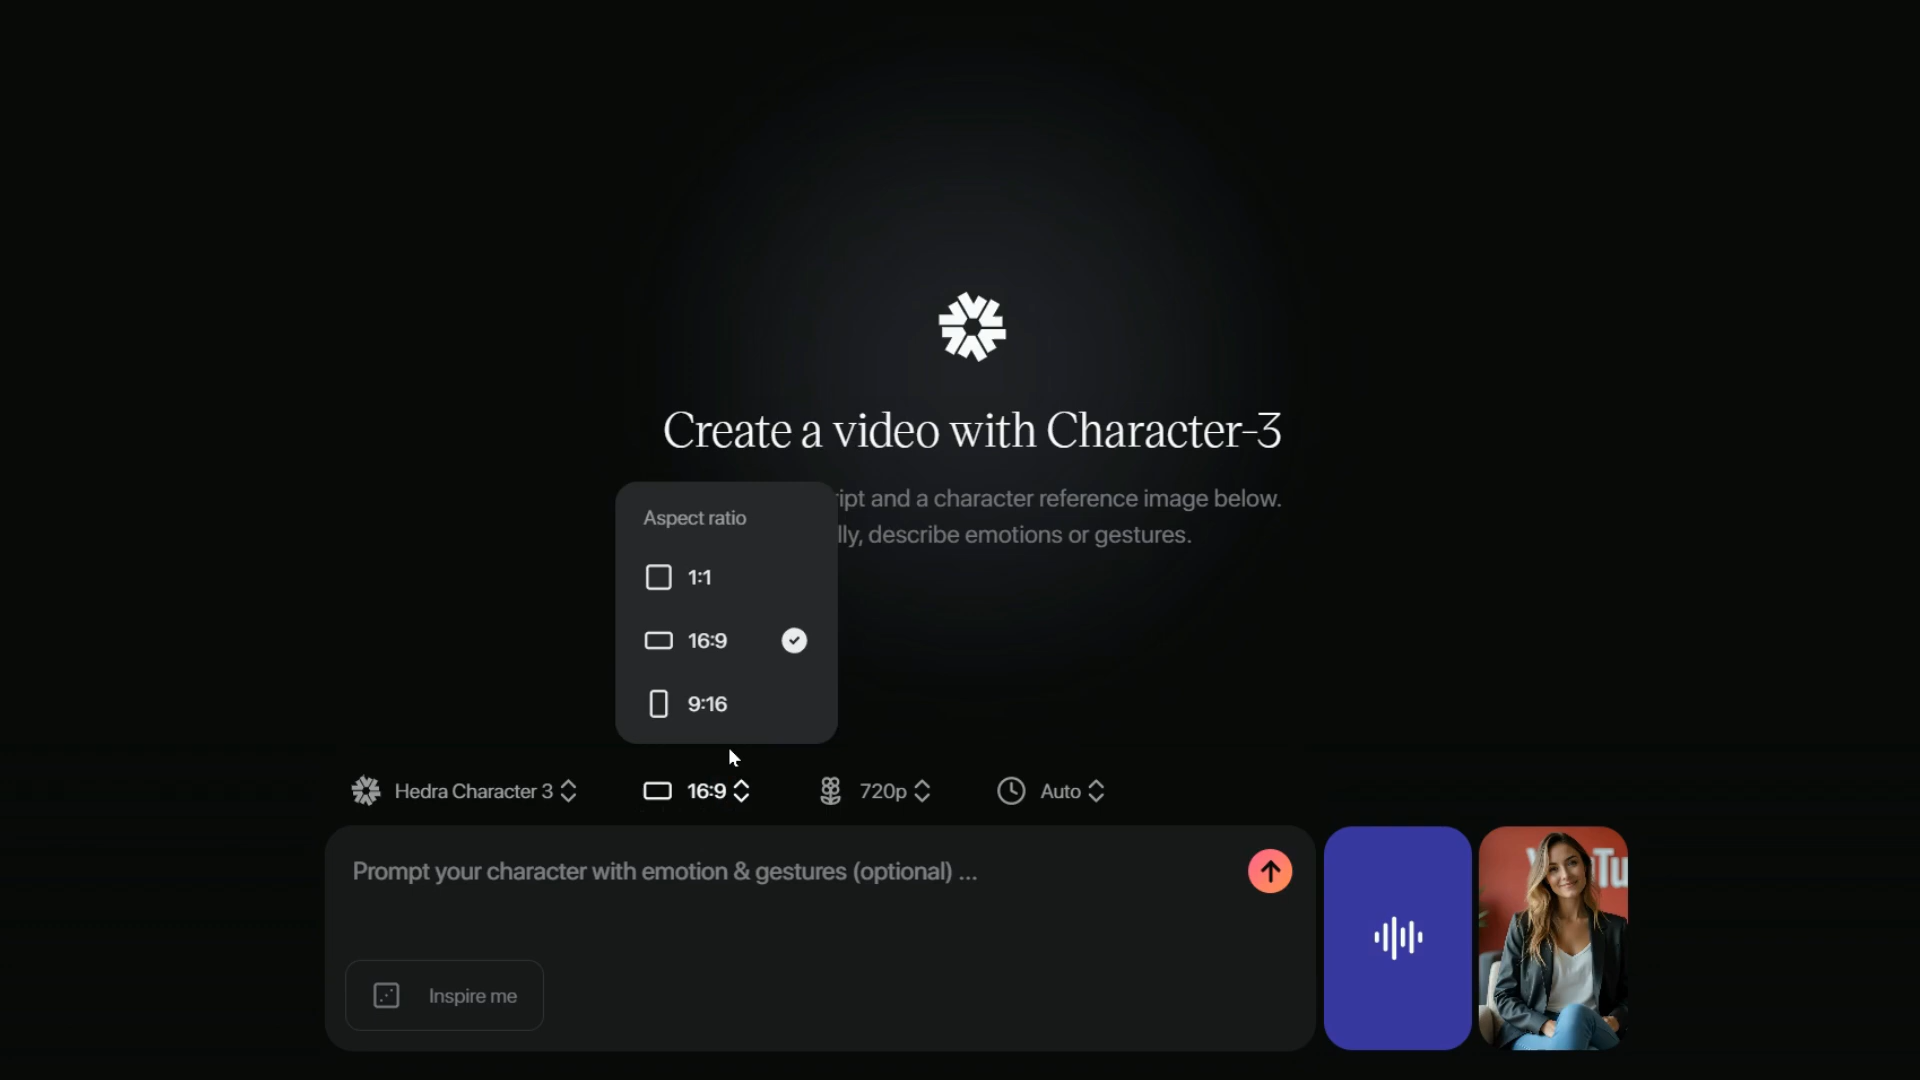 Create a video with Character-3
ript and a character reference image below.
lly, describe emotions or gestures.
Aspect ratio
1:1
16:9
9:16
Hedra Character 3
16:9
720p
Auto
Prompt your character with emotion & gestures (optional) ...
Inspire me